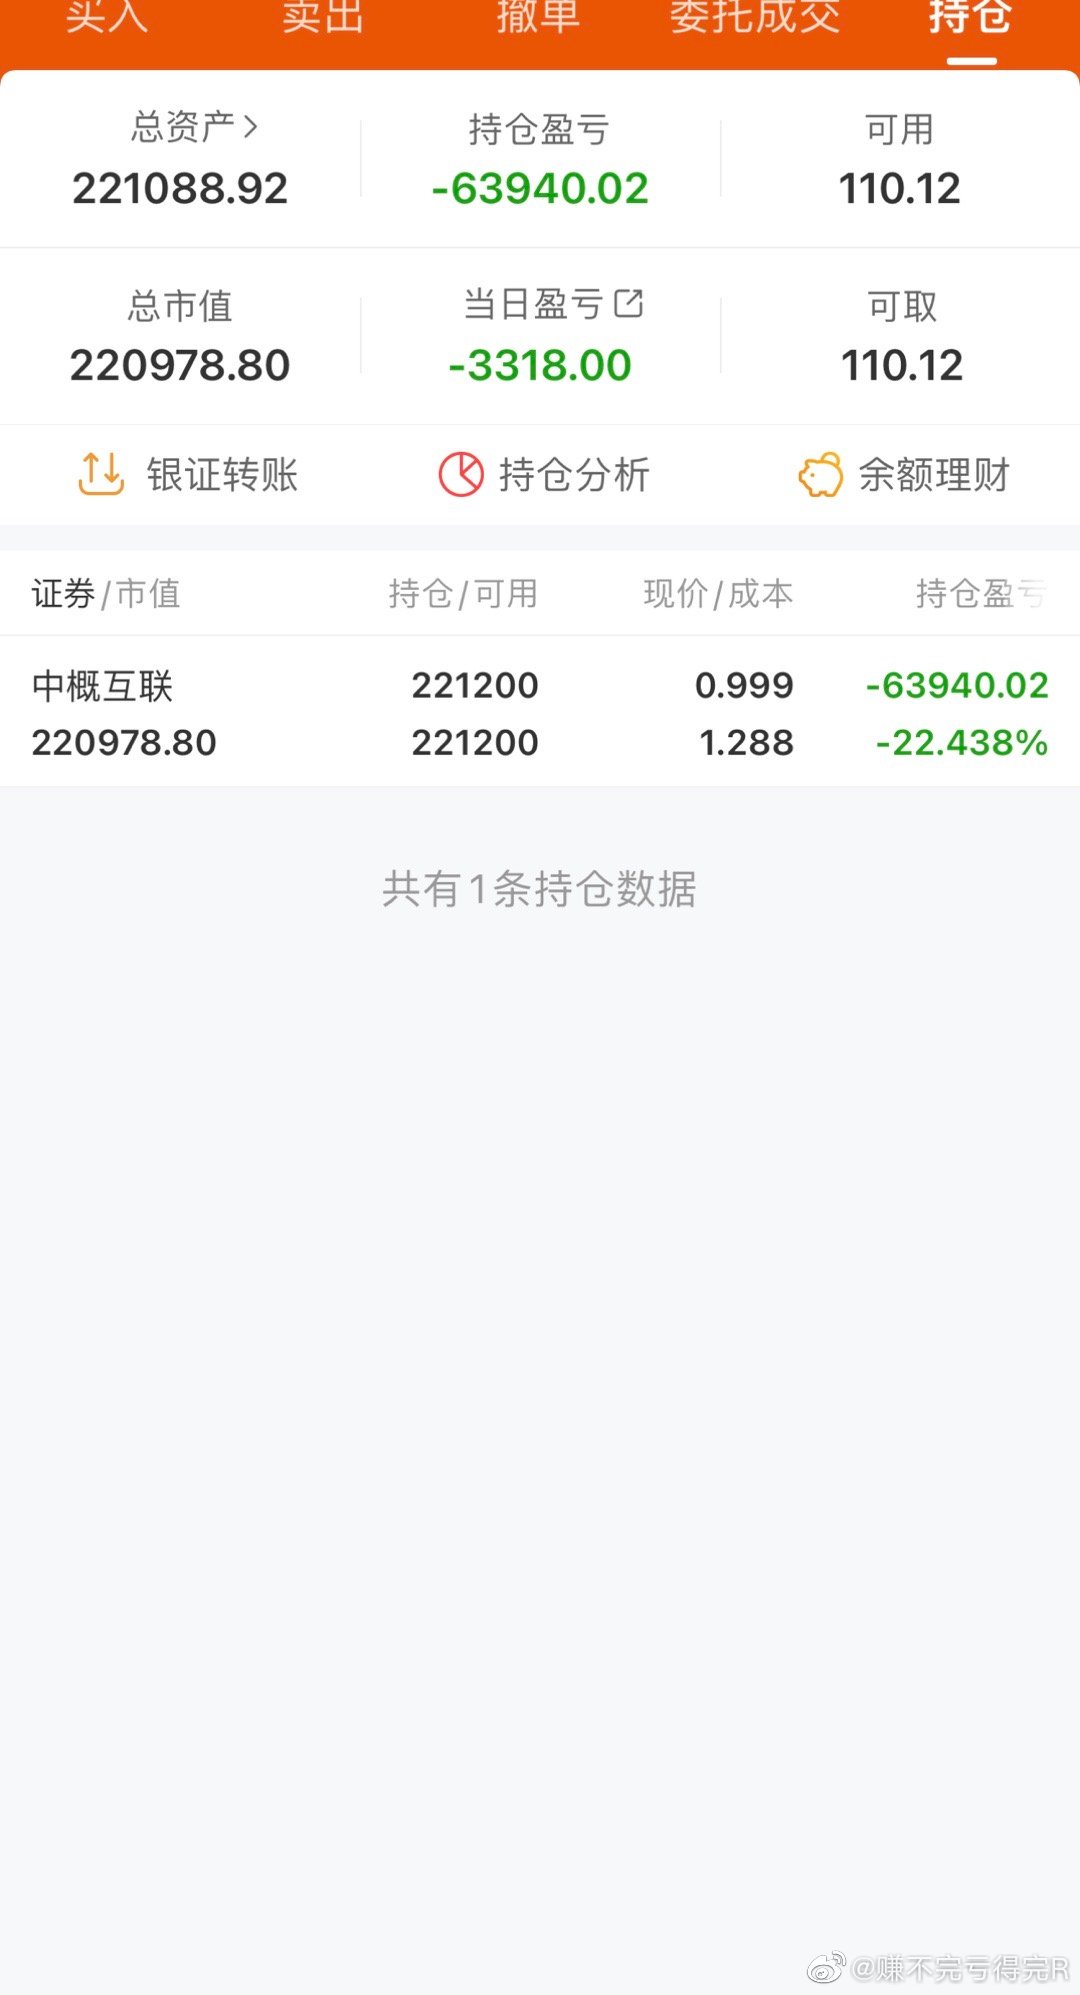 买入 卖出 撤单 委托成交 持仓
总资产 持仓盈亏 可用
221088.92 -63940.02 110.12
总市值 当日盈亏 可取
220978.80 -3318.00 110.12
银证转账 持仓分析 余额理财
证券/市值 持仓/可用 现价/成本 持仓盈亏
中概互联 221200 0.999 -63940.02
220978.80 221200 1.288 -22.438%
共有1条持仓数据
@赚不完亏得完R